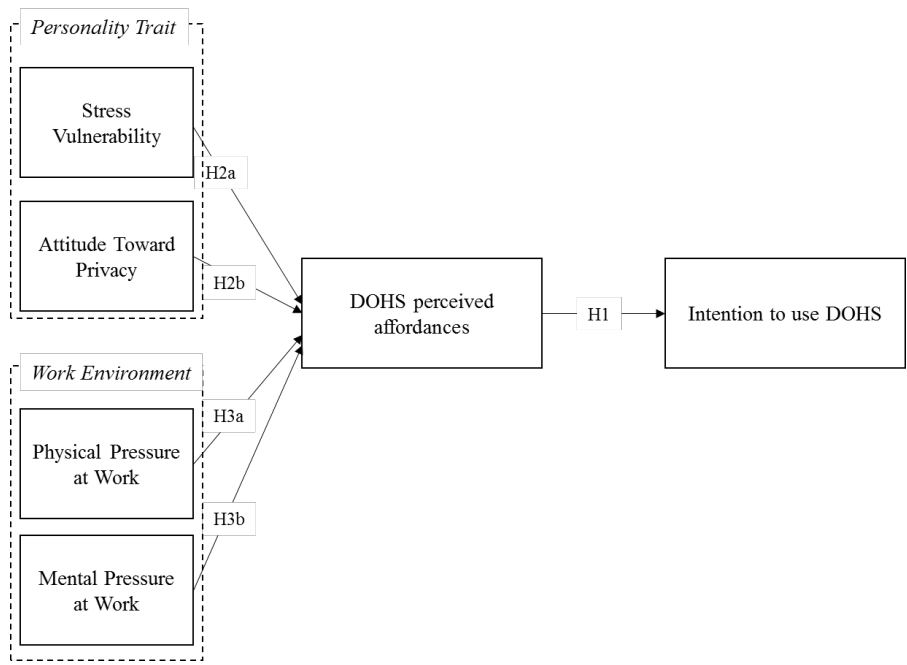 Personality Trait
Stress
Vulnerability
H2a
Attitude Toward
Privacy
H2b
DOHS perceived
affordances
H1
Intention to use DOHS
Work Environment
Physical Pressure
at Work
H3a
Mental Pressure
at Work
H3b